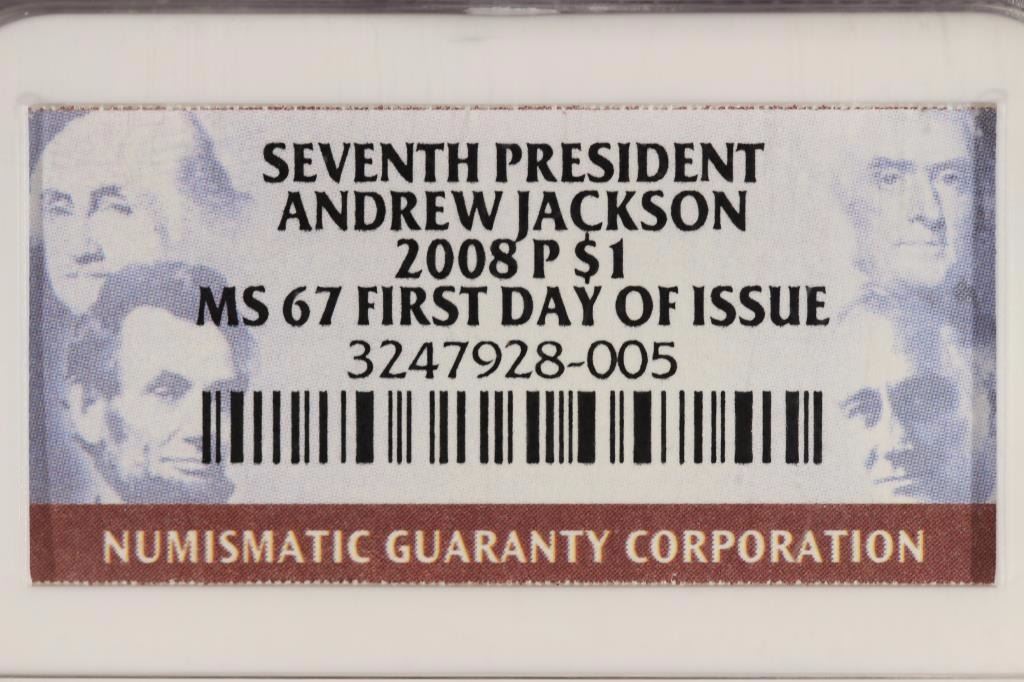 SEVENTH PRESIDENT
ANDREW JACKSON
2008 P $1
MS 67 FIRST DAY OF ISSUE
3247928-005
NUMISMATIC GUARANTY CORPORATION